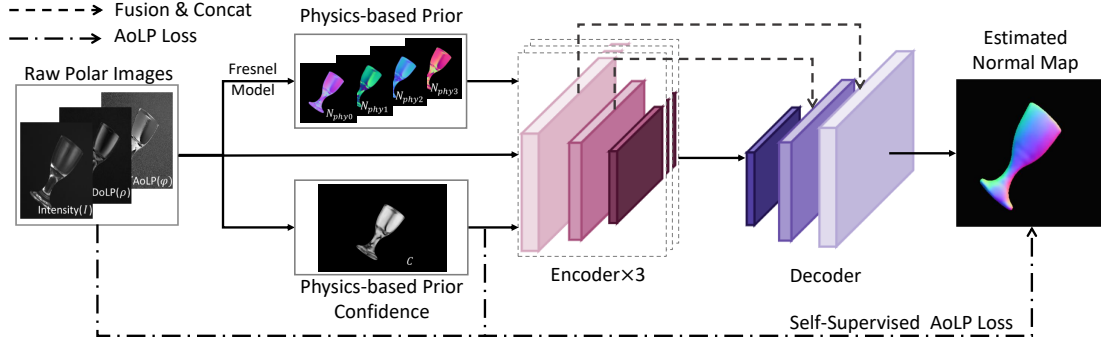 Fusion & Concat
AoLP Loss
Raw Polar Images
Intensity(I)
DoLP(ρ)
AoLP(φ)
Fresnel
Model
Physics-based Prior
N_phy0
N_phy1
N_phy2
N_phy3
C
Physics-based Prior
Confidence
Encoder×3
Decoder
Estimated
Normal Map
Self-Supervised AoLP Loss